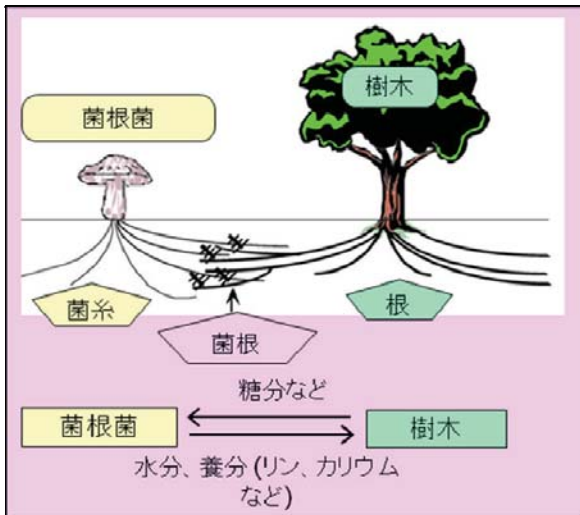 樹木
菌根菌
菌糸
根
菌根
糖分など
菌根菌
樹木
水分、養分(リン、カリウム
など)